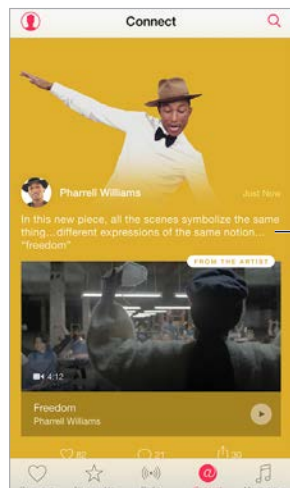 Connect
Pharrell Williams
Just Now
In this new piece, all the scenes symbolize the same
thing...different expressions of the same notion...
"freedom"
FROM THE ARTIST
4:12
Freedom
Pharrell Williams
82
21
30